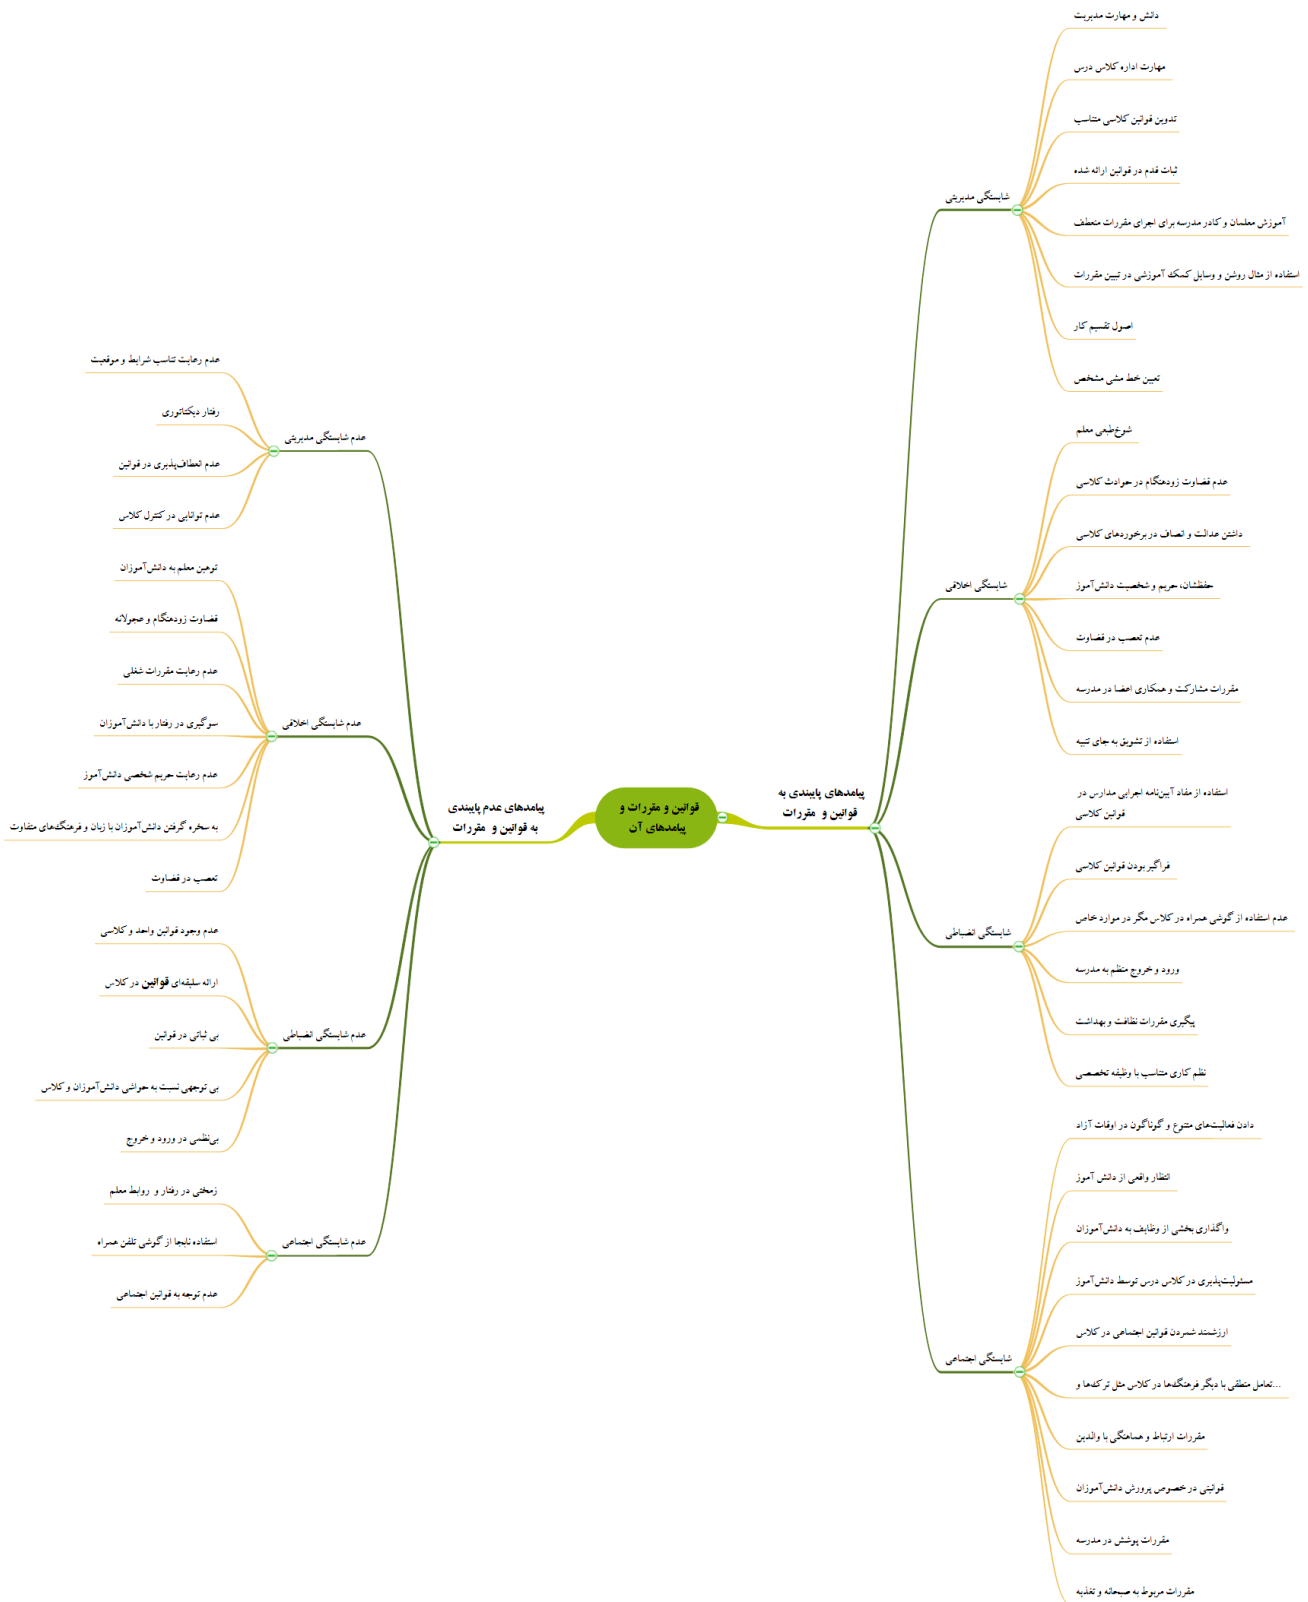 قوانین و مقررات و
پیامدهای آن
پیامدهای پایبندی به
قوانین و مقررات
شایستگی مدیریتی
دانش و مهارت مدیریت
مهارت اداره کلاس درس
تدوین قوانین کلاسی متناسب
ثبات قدم در قوانین ارائه شده
آموزش معلمان و کادر مدرسه برای اجرای مقررات منعطف
استفاده از مثال روشن و وسایل کمک آموزشی در تبیین مقررات
اصول تقسیم کار
تعیین خط مشی مشخص
شایستگی اخلاقی
شوخ‌طبعی معلم
عدم قضاوت زودهنگام در حوادث کلاسی
داشتن عدالت و انصاف در برخوردهای کلاسی
حفظشان، حریم و شخصیت دانش‌آموز
عدم تعصب در قضاوت
مقررات مشارکت و همکاری اعضا در مدرسه
استفاده از تشویق به جای تنبیه
شایستگی انضباطی
استفاده از مفاد آیین‌نامه اجرایی مدارس در
قوانین کلاسی
فراگیر بودن قوانین کلاسی
عدم استفاده از گوشی همراه در کلاس مگر در موارد خاص
ورود و خروج منظم به مدرسه
پیگیری مقررات نظافت و بهداشت
نظم کاری متناسب با وظیفه تخصصی
شایستگی اجتماعی
دادن فعالیت‌های متنوع و گوناگون در اوقات آزاد
انتظار واقعی از دانش آموز
واگذاری بخشی از وظایف به دانش‌آموزان
مسئولیت‌پذیری در کلاس درس توسط دانش‌آموز
ارزشمند شمردن قوانین اجتماعی در کلاس
...تعامل منطقی با دیگر فرهنگ‌ها در کلاس مثل ترک‌ها و
مقررات ارتباط و هماهنگی با والدین
قوانینی در خصوص پرورش دانش‌آموزان
مقررات پوشش در مدرسه
مقررات مربوط به صبحانه و تغذیه
پیامدهای عدم پایبندی
به قوانین و مقررات
عدم شایستگی مدیریتی
عدم رعایت تناسب شرایط و موقعیت
رفتار دیکتاتوری
عدم انعطاف‌پذیری در قوانین
عدم توانایی در کنترل کلاس
عدم شایستگی اخلاقی
توهین معلم به دانش‌آموزان
قضاوت زودهنگام و عجولانه
عدم رعایت مقررات شغلی
سوگیری در رفتار با دانش‌آموزان
عدم رعایت حریم شخصی دانش‌آموز
به سخره گرفتن دانش‌آموزان با زبان و فرهنگ‌های متفاوت
تعصب در قضاوت
عدم شایستگی انضباطی
عدم وجود قوانین واحد و کلاسی
ارائه سلیقه‌ای قوانین در کلاس
بی ثباتی در قوانین
بی توجهی نسبت به حواشی دانش‌آموزان و کلاس
بی‌نظمی در ورود و خروج
عدم شایستگی اجتماعی
زمختی در رفتار و روابط معلم
استفاده نابجا از گوشی تلفن همراه
عدم توجه به قوانین اجتماعی